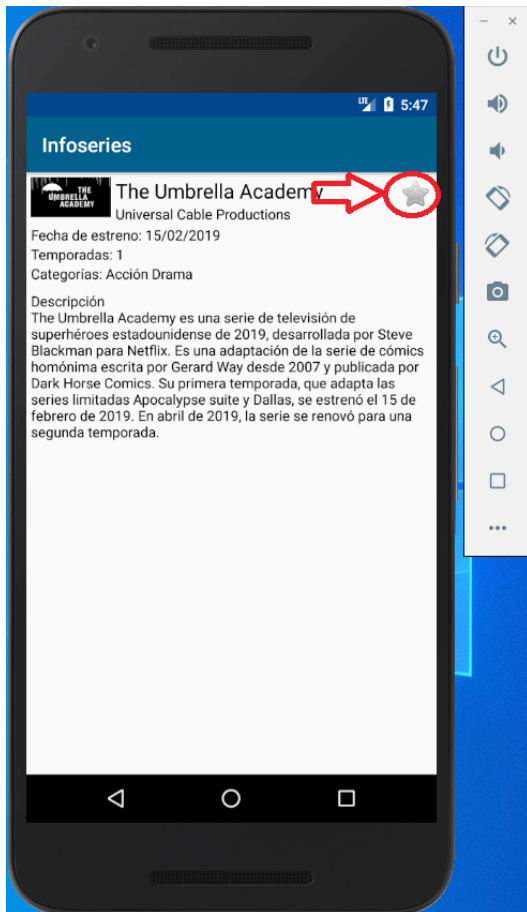 LTE 5:47
Infoseries
THE
UMBRELLA
ACADEMY
The Umbrella Academy
Universal Cable Productions
Fecha de estreno: 15/02/2019
Temporadas: 1
Categorías: Acción Drama
Descripción
The Umbrella Academy es una serie de televisión de
superhéroes estadounidense de 2019, desarrollada por Steve
Blackman para Netflix. Es una adaptación de la serie de cómics
homónima escrita por Gerard Way desde 2007 y publicada por
Dark Horse Comics. Su primera temporada, que adapta las
series limitadas Apocalypse suite y Dallas, se estrenó el 15 de
febrero de 2019. En abril de 2019, la serie se renovó para una
segunda temporada.